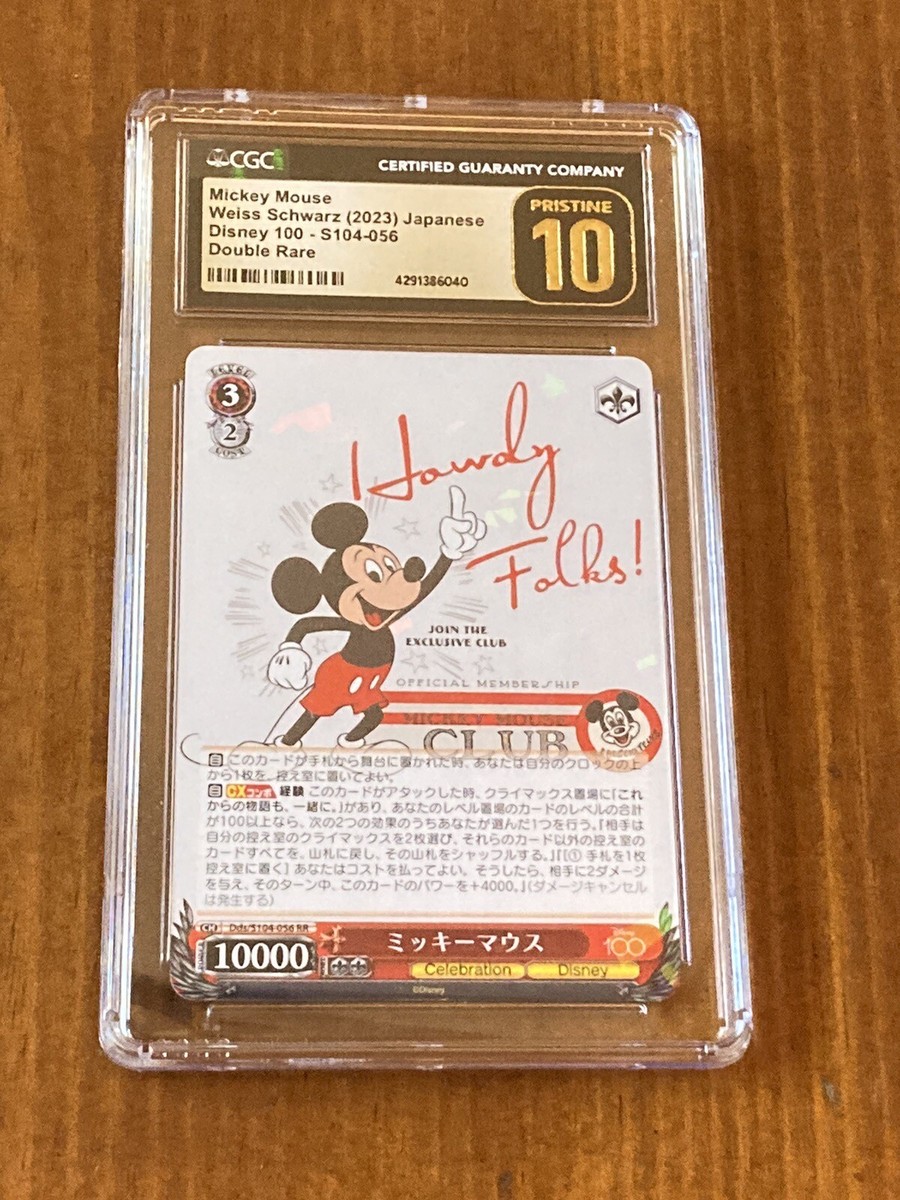 CGC
CERTIFIED GUARANTY COMPANY
Mickey Mouse
Weiss Schwarz (2023) Japanese
Disney 100 - S104-056
Double Rare
4291386040
PRISTINE
10
LEVEL
3
2
COST
Howdy
Folks!
JOIN THE
EXCLUSIVE CLUB
OFFICIAL MEMBERSHIP
MICKEY MOUSE
CLUB
このカードが手札から舞台に置かれた時、あなたは自分のクロックの上
から1枚を、控え室に置いてよい。
CXコンボ 経験 このカードがアタックした時、クライマックス置場に「これ
からの物語も、一緒に。」があり、あなたのレベル置場のカードのレベルの合計
が100以上なら、次の2つの効果のうちあなたが選んだ1つを行う。『相手は
自分の控え室のクライマックスを2枚選び、それらのカード以外の控え室の
カードすべてを、山札に戻し、その山札をシャッフルする。』『[① 手札を1枚
控え室に置く] あなたはコストを払ってよい。そうしたら、相手に2ダメージ
を与え、そのターン中、このカードのパワーを+4000。』(ダメージキャンセル
は発生する)
CH Dds/S104-056 RR
10000
ミッキーマウス
Disney
100
Celebration Disney
©Disney